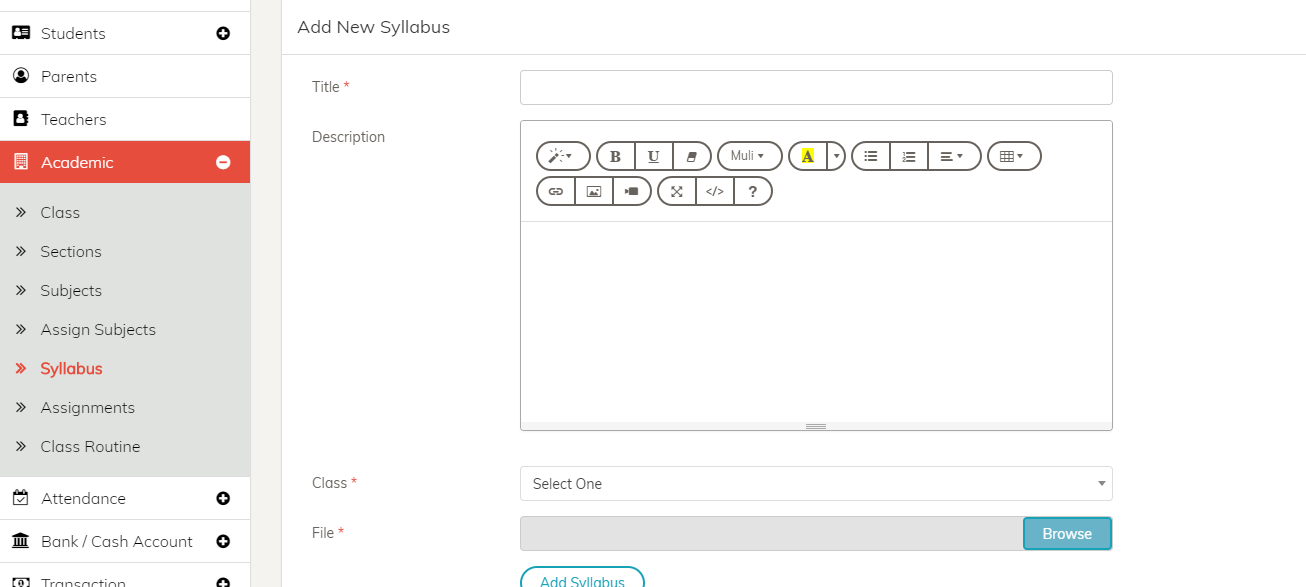 Students
Parents
Teachers
Academic
Class
Sections
Subjects
Assign Subjects
Syllabus
Assignments
Class Routine
Attendance
Bank / Cash Account
Transaction
Add New Syllabus
Title *
Description
B U Muli A
</> ?
Class *
Select One
File *
Browse
Add Syllabus